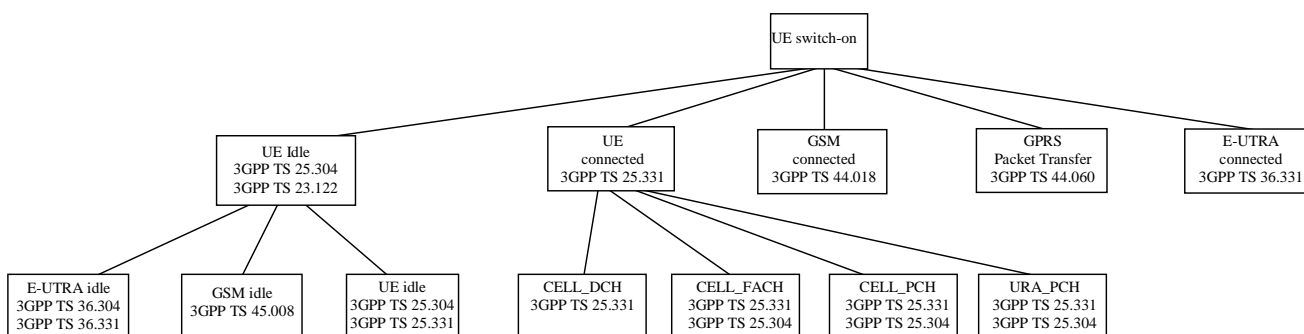 UE switch-on
UE Idle
3GPP TS 25.304
3GPP TS 23.122
UE
connected
3GPP TS 25.331
GSM
connected
3GPP TS 44.018
GPRS
Packet Transfer
3GPP TS 44.060
E-UTRA
connected
3GPP TS 36.331
E-UTRA idle
3GPP TS 36.304
3GPP TS 36.331
GSM idle
3GPP TS 45.008
UE idle
3GPP TS 25.304
3GPP TS 25.331
CELL_DCH
3GPP TS 25.331
CELL_FACH
3GPP TS 25.331
3GPP TS 25.304
CELL_PCH
3GPP TS 25.331
3GPP TS 25.304
URA_PCH
3GPP TS 25.331
3GPP TS 25.304